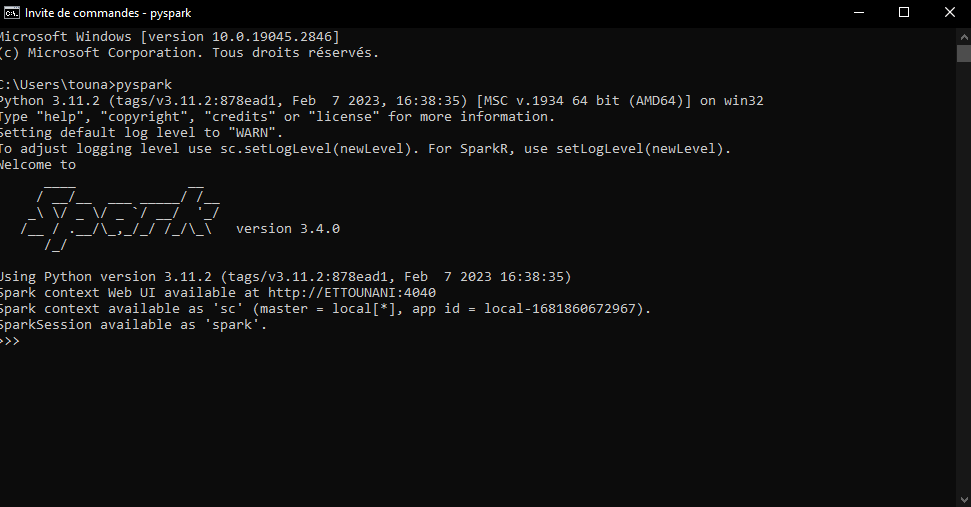 Invite de commandes - pyspark
Microsoft Windows [version 10.0.19045.2846]
(c) Microsoft Corporation. Tous droits réservés.
C:\Users\touna>pyspark
Python 3.11.2 (tags/v3.11.2:878ead1, Feb  7 2023, 16:38:35) [MSC v.1934 64 bit (AMD64)] on win32
Type "help", "copyright", "credits" or "license" for more information.
Setting default log level to "WARN".
To adjust logging level use sc.setLogLevel(newLevel). For SparkR, use setLogLevel(newLevel).
Welcome to
      ____              __
     / __/__  ___ _____/ /__
    _\ \/ _ \/ _ `/ __/  '_/
   /__ / .__/\_,_/_/ /_/\_\   version 3.4.0
      /_/
Using Python version 3.11.2 (tags/v3.11.2:878ead1, Feb  7 2023 16:38:35)
Spark context Web UI available at http://ETTOUNANI:4040
Spark context available as 'sc' (master = local[*], app id = local-1681860672967).
SparkSession available as 'spark'.
>>>